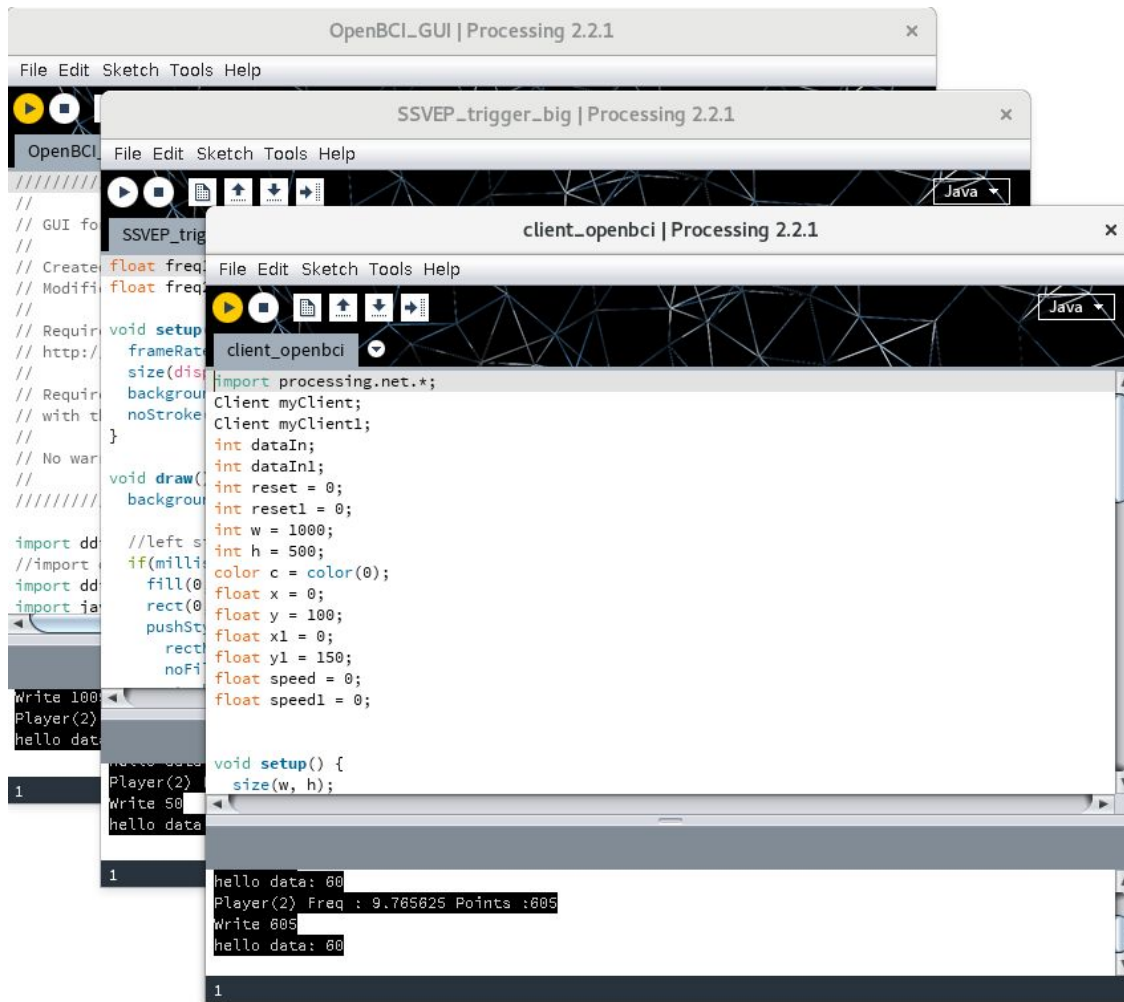 OpenBCI_GUI | Processing 2.2.1
×
File Edit Sketch Tools Help
OpenBCI_
//////////
//
// GUI fo
//
// Create
// Modifi
//
// Requir
// http:/
//
// Requir
// with t
//
// No war
//
//////////
import dd
//import
import dd
import ja
Write 100
Player(2)
hello dat
1
SSVEP_trigger_big | Processing 2.2.1
×
File Edit Sketch Tools Help
Java
SSVEP_trig
float freq
float freq
void setup
frameRate
size(disp
backgroun
noStroke
}
void draw()
backgroun
//left s
if(milli
fill(0
rect(0
pushSty
rect
noFi
Player(2)
Write 50
hello data
1
client_openbci | Processing 2.2.1
×
File Edit Sketch Tools Help
Java
client_openbci
import processing.net.*;
Client myClient;
Client myClient1;
int dataIn;
int dataIn1;
int reset = 0;
int reset1 = 0;
int w = 1000;
int h = 500;
color c = color(0);
float x = 0;
float y = 100;
float x1 = 0;
float y1 = 150;
float speed = 0;
float speed1 = 0;
void setup() {
size(w, h);
hello data: 60
Player(2) Freq : 9.765625 Points :605
Write 605
hello data: 60
1